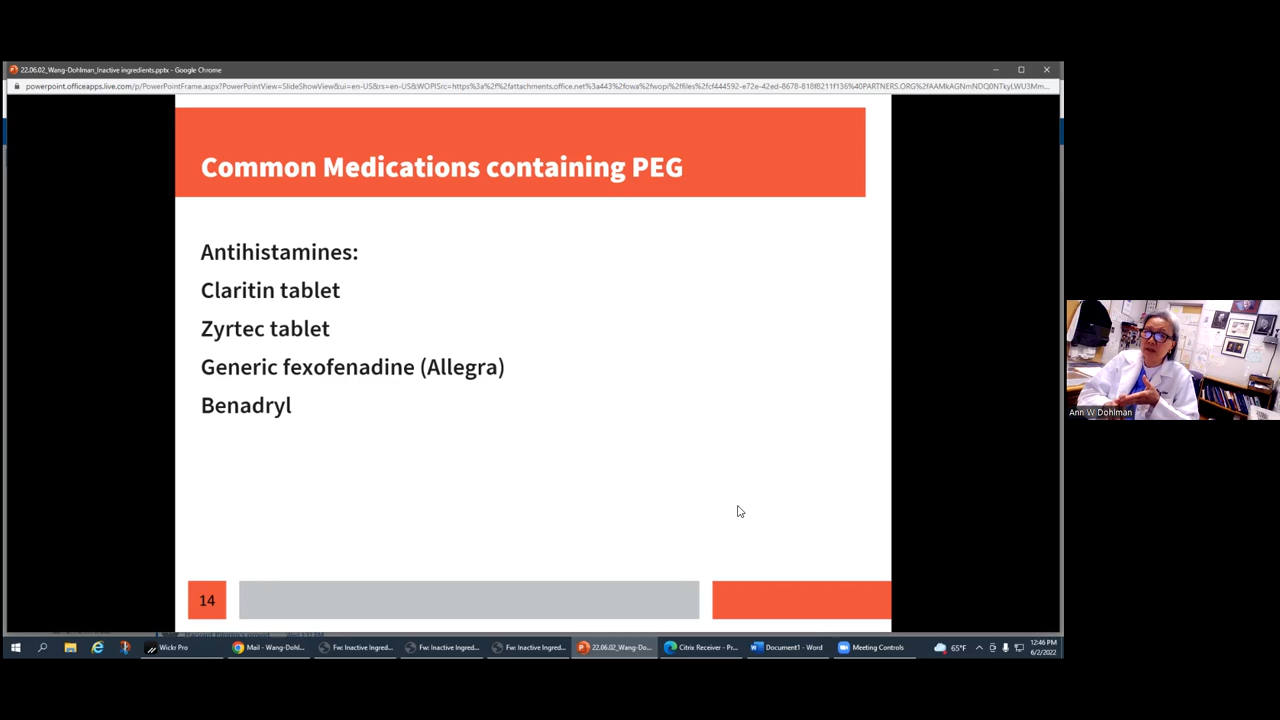 22.06.02_Wang-Dohlman_Inactive ingredients.pptx - Google Chrome
Common Medications containing PEG
Antihistamines:
Claritin tablet
Zyrtec tablet
Generic fexofenadine (Allegra)
Benadryl
Ann W Dohlman
14
Wickr Pro
Mail - Wang-Dohl...
Fw: Inactive Ingred...
Fw: Inactive Ingred...
Fw: Inactive Ingred...
22.06.02_Wang-Do...
Citrix Receiver - Pr...
Document1 - Word
Meeting Controls
65°F
12:46 PM
6/2/2022